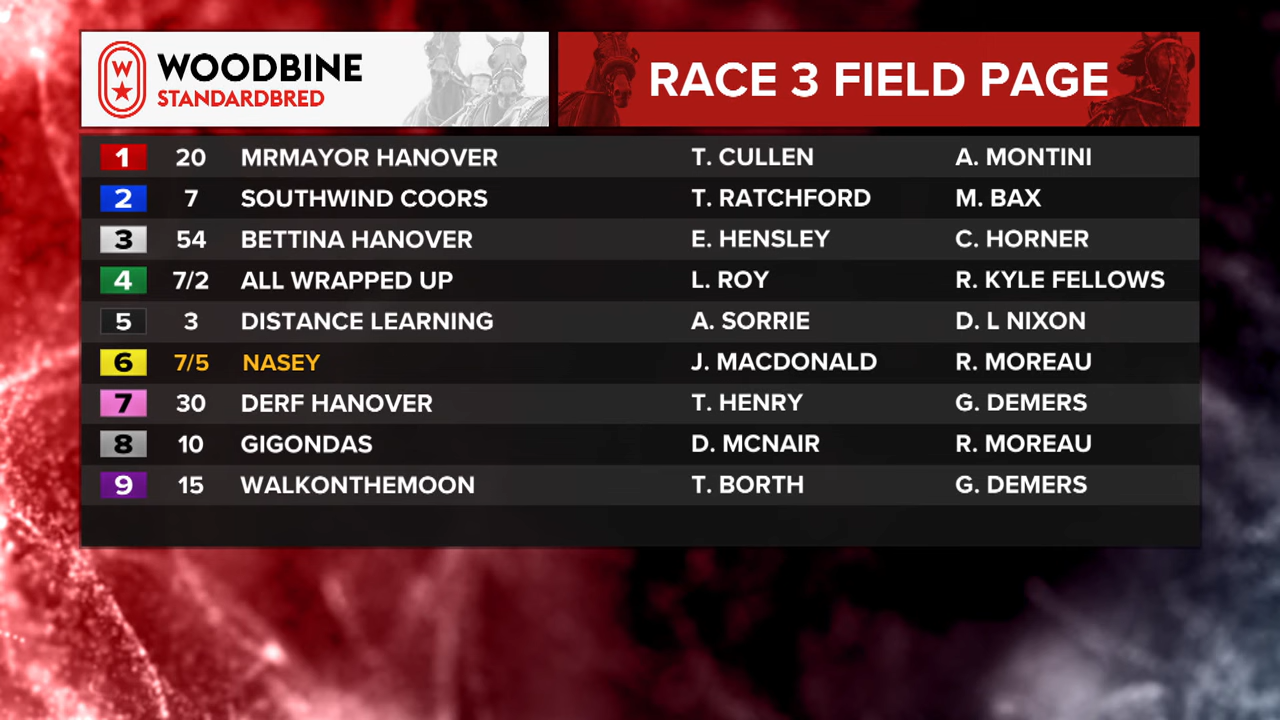 W
WOODBINE
STANDARDBRED
RACE 3 FIELD PAGE
1 20 MRMAYOR HANOVER T. CULLEN A. MONTINI
2 7 SOUTHWIND COORS T. RATCHFORD M. BAX
3 54 BETTINA HANOVER E. HENSLEY C. HORNER
4 7/2 ALL WRAPPED UP L. ROY R. KYLE FELLOWS
5 3 DISTANCE LEARNING A. SORRIE D. L NIXON
6 7/5 NASEY J. MACDONALD R. MOREAU
7 30 DERF HANOVER T. HENRY G. DEMERS
8 10 GIGONDAS D. MCNAIR R. MOREAU
9 15 WALKONTHEMOON T. BORTH G. DEMERS